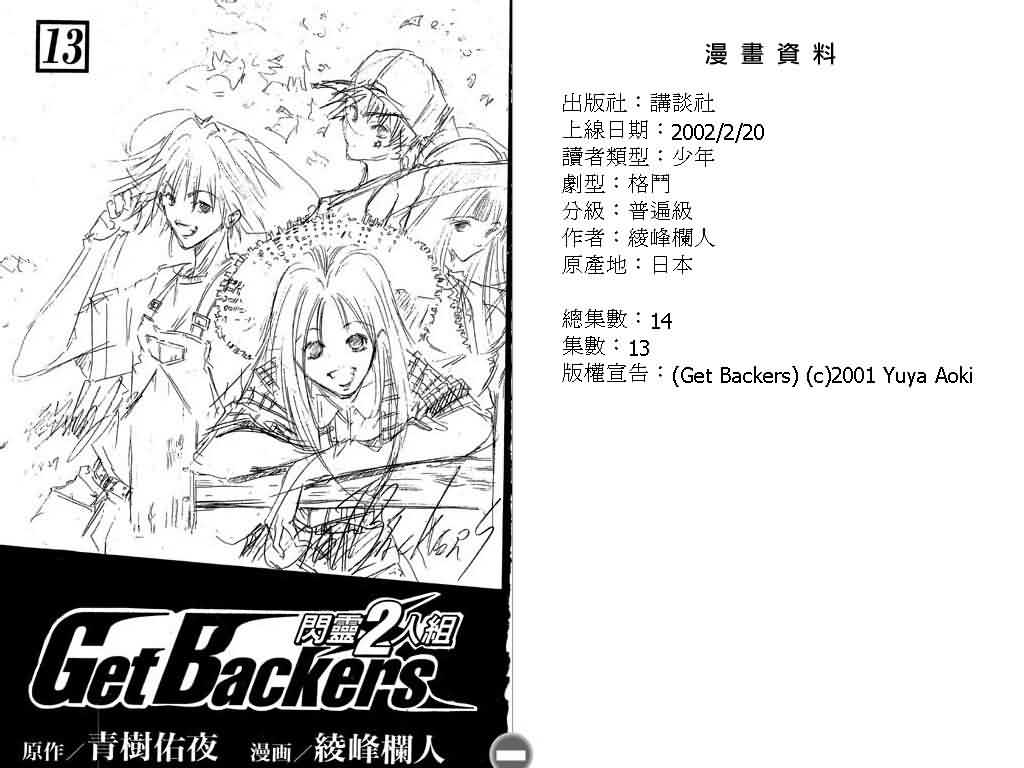 13
Get Backers
閃靈2人組
Get Backers
原作／青樹佑夜 漫画／綾峰欄人
漫畫資料
出版社：講談社
上線日期：2002/2/20
讀者類型：少年
劇型：格鬥
分級：普遍級
作者：綾峰欄人
原產地：日本
總集數：14
集數：13
版權宣告：(Get Backers) (c)2001 Yuya Aoki